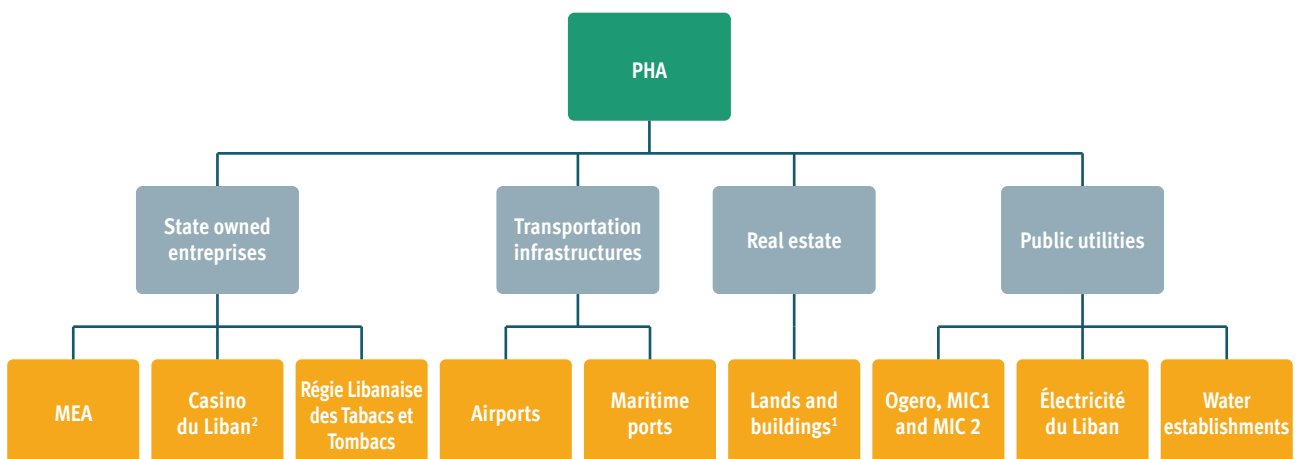 PHA
State owned
entreprises
Transportation
infrastructures
Real estate
Public utilities
MEA
Casino
du Liban²
Régie Libanaise
des Tabacs et
Tombacs
Airports
Maritime
ports
Lands and
buildings¹
Ogero, MIC1
and MIC 2
Électricité
du Liban
Water
establishments